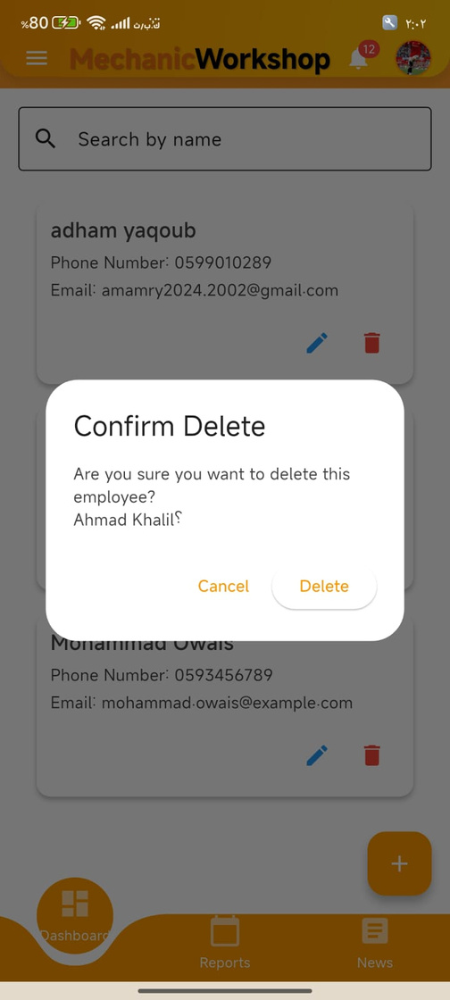 %80
ك.ب/ث
٢:٠٢
MechanicWorkshop
12
Search by name
adham yaqoub
Phone Number: 0599010289
Email: amamry2024.2002@gmail.com
Confirm Delete
Are you sure you want to delete this
employee?
Ahmad Khalil؟
Cancel
Delete
Mohammad Owais
Phone Number: 0593456789
Email: mohammad.owais@example.com
Dashboard
Reports
News